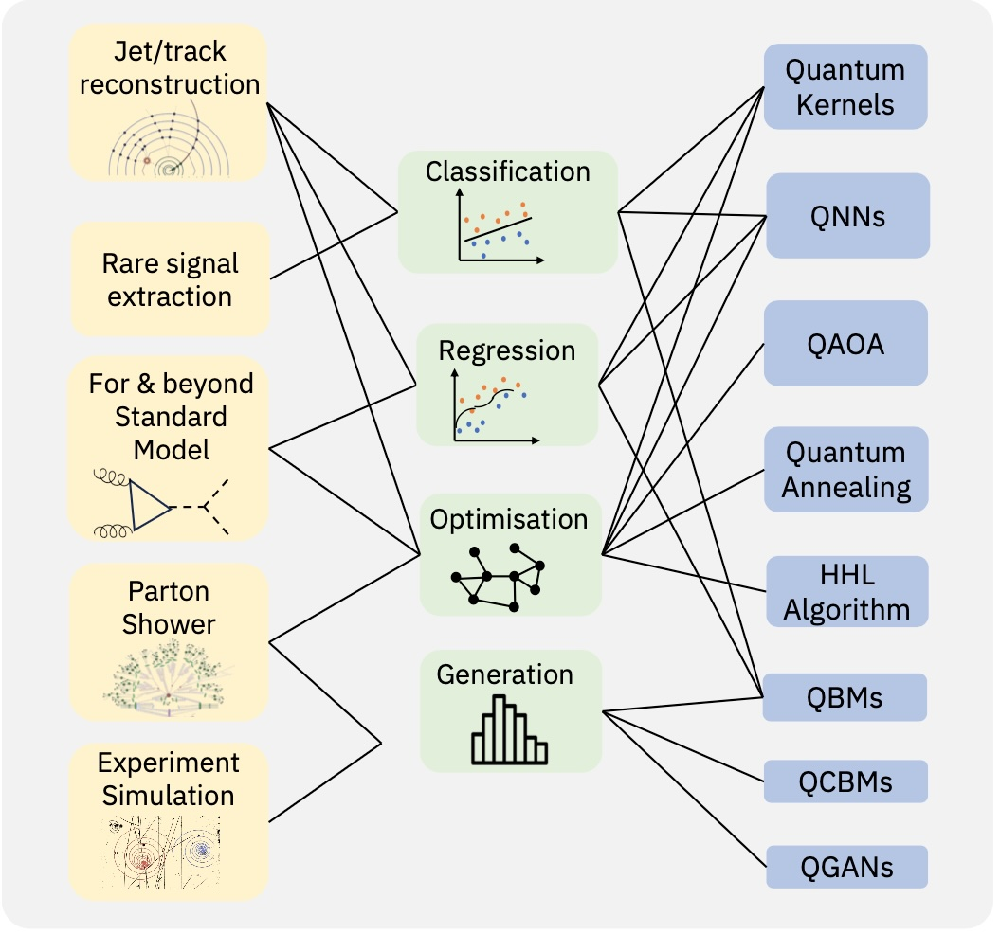 Jet/track
reconstruction
Rare signal
extraction
For & beyond
Standard
Model
Parton
Shower
Experiment
Simulation
Classification
Regression
Optimisation
Generation
Quantum
Kernels
QNNs
QAOA
Quantum
Annealing
HHL
Algorithm
QBMs
QCBMs
QGANs